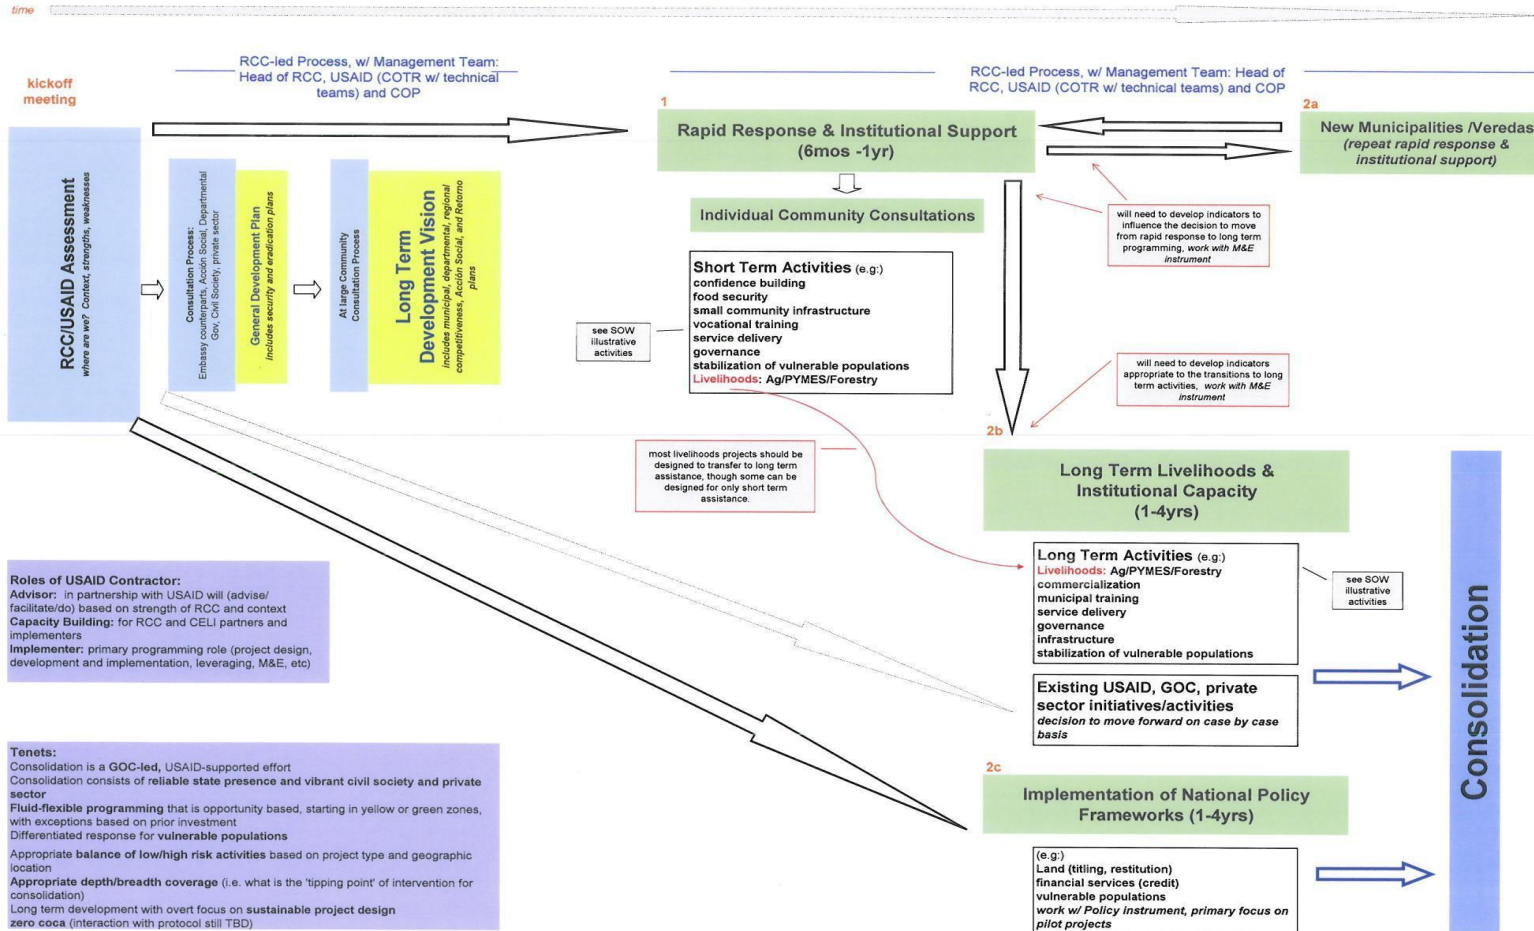 time
RCC-led Process, w/ Management Team:
Head of RCC, USAID (COTR w/ technical
teams) and COP
RCC-led Process, w/ Management Team: Head of
RCC, USAID (COTR w/ technical teams) and COP
kickoff
meeting
RCC/USAID Assessment
where are we? Context, strengths, weaknesses
Consultation Process:
Embassy counterparts, Acción Social, Departmental
Gov, Civil Society, private sector
General Development Plan
includes security and eradication plans
At large Community
Consultation Process
Long Term
Development Vision
includes municipal, departmental, regional
competitiveness, Acción Social, and Retorno
plans
1
Rapid Response & Institutional Support
(6mos -1yr)
2a
New Municipalities /Veredas
(repeat rapid response &
institutional support)
Individual Community Consultations
will need to develop indicators to
influence the decision to move
from rapid response to long term
programming, work with M&E
instrument
Short Term Activities (e.g:)
confidence building
food security
small community infrastructure
vocational training
service delivery
governance
stabilization of vulnerable populations
Livelihoods: Ag/PYMES/Forestry
see SOW
illustrative
activities
will need to develop indicators
appropriate to the transitions to long
term activities, work with M&E
instrument
most livelihoods projects should be
designed to transfer to long term
assistance, though some can be
designed for only short term
assistance.
2b
Long Term Livelihoods &
Institutional Capacity
(1-4yrs)
Long Term Activities (e.g:)
Livelihoods: Ag/PYMES/Forestry
commercialization
municipal training
service delivery
governance
infrastructure
stabilization of vulnerable populations
see SOW
illustrative
activities
Existing USAID, GOC, private
sector initiatives/activities
decision to move forward on case by case
basis
2c
Implementation of National Policy
Frameworks (1-4yrs)
(e.g:)
Land (titling, restitution)
financial services (credit)
vulnerable populations
work w/ Policy instrument, primary focus on
pilot projects
Consolidation
Roles of USAID Contractor:
Advisor: in partnership with USAID will (advise/
facilitate/do) based on strength of RCC and context
Capacity Building: for RCC and CELI partners and
implementers
Implementer: primary programming role (project design,
development and implementation, leveraging, M&E, etc)
Tenets:
Consolidation is a GOC-led, USAID-supported effort
Consolidation consists of reliable state presence and vibrant civil society and private
sector
Fluid-flexible programming that is opportunity based, starting in yellow or green zones,
with exceptions based on prior investment
Differentiated response for vulnerable populations
Appropriate balance of low/high risk activities based on project type and geographic
location
Appropriate depth/breadth coverage (i.e. what is the 'tipping point' of intervention for
consolidation)
Long term development with overt focus on sustainable project design
zero coca (interaction with protocol still TBD)